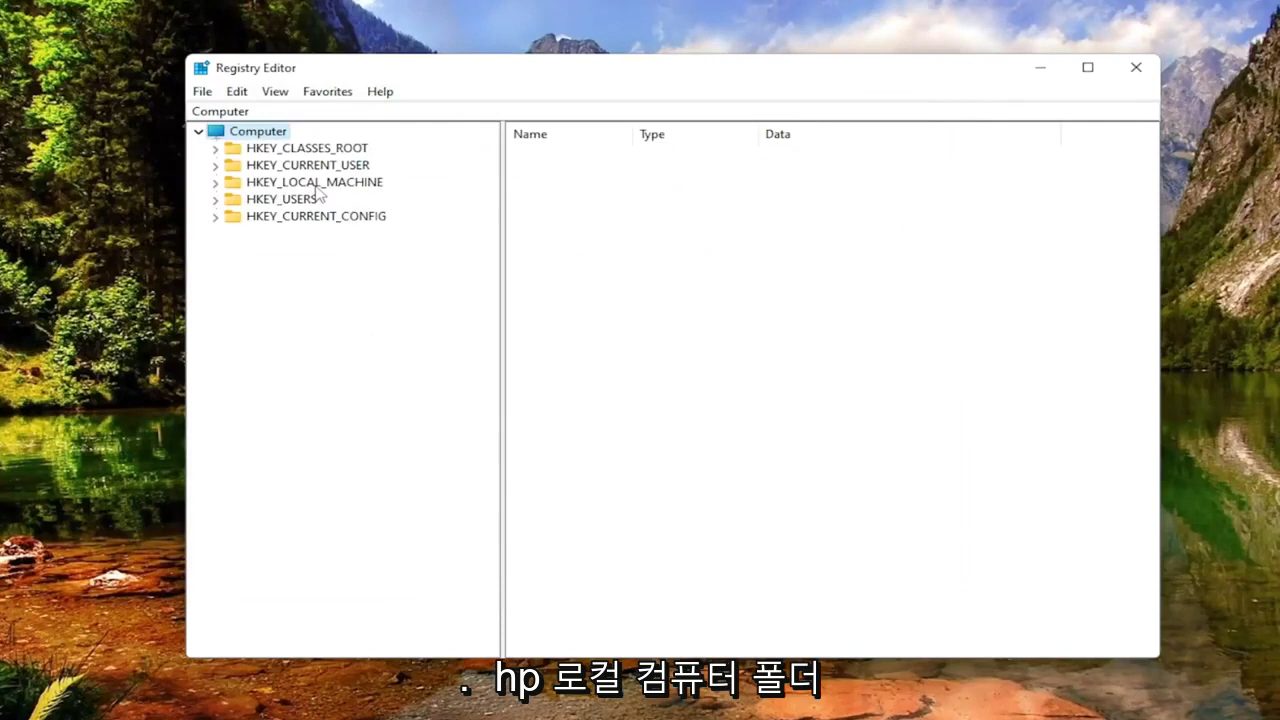 Registry Editor
File Edit View Favorites Help
Computer
Computer
HKEY_CLASSES_ROOT
HKEY_CURRENT_USER
HKEY_LOCAL_MACHINE
HKEY_USERS
HKEY_CURRENT_CONFIG
Name Type Data
. hp 로컬 컴퓨터 폴더